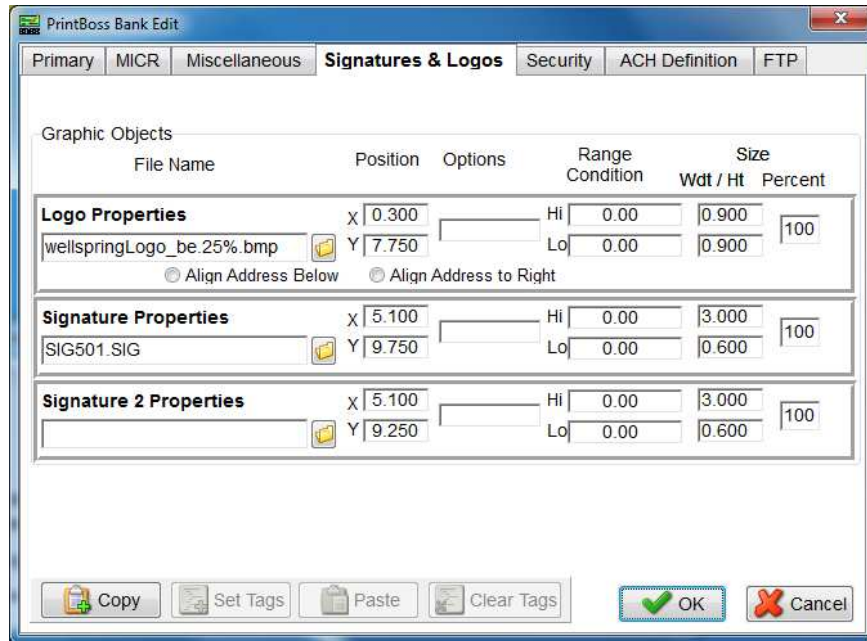 PrintBoss Bank Edit
Primary MICR Miscellaneous Signatures & Logos Security ACH Definition FTP
Graphic Objects
File Name Position Options Range Condition Size
Wdt / Ht Percent
Logo Properties X 0.300 Hi 0.00 0.900 100
wellspringLogo_be.25%.bmp Y 7.750 Lo 0.00 0.900
Align Address Below Align Address to Right
Signature Properties X 5.100 Hi 0.00 3.000 100
SIG501.SIG Y 9.750 Lo 0.00 0.600
Signature 2 Properties X 5.100 Hi 0.00 3.000 100
Y 9.250 Lo 0.00 0.600
Copy Set Tags Paste Clear Tags OK Cancel